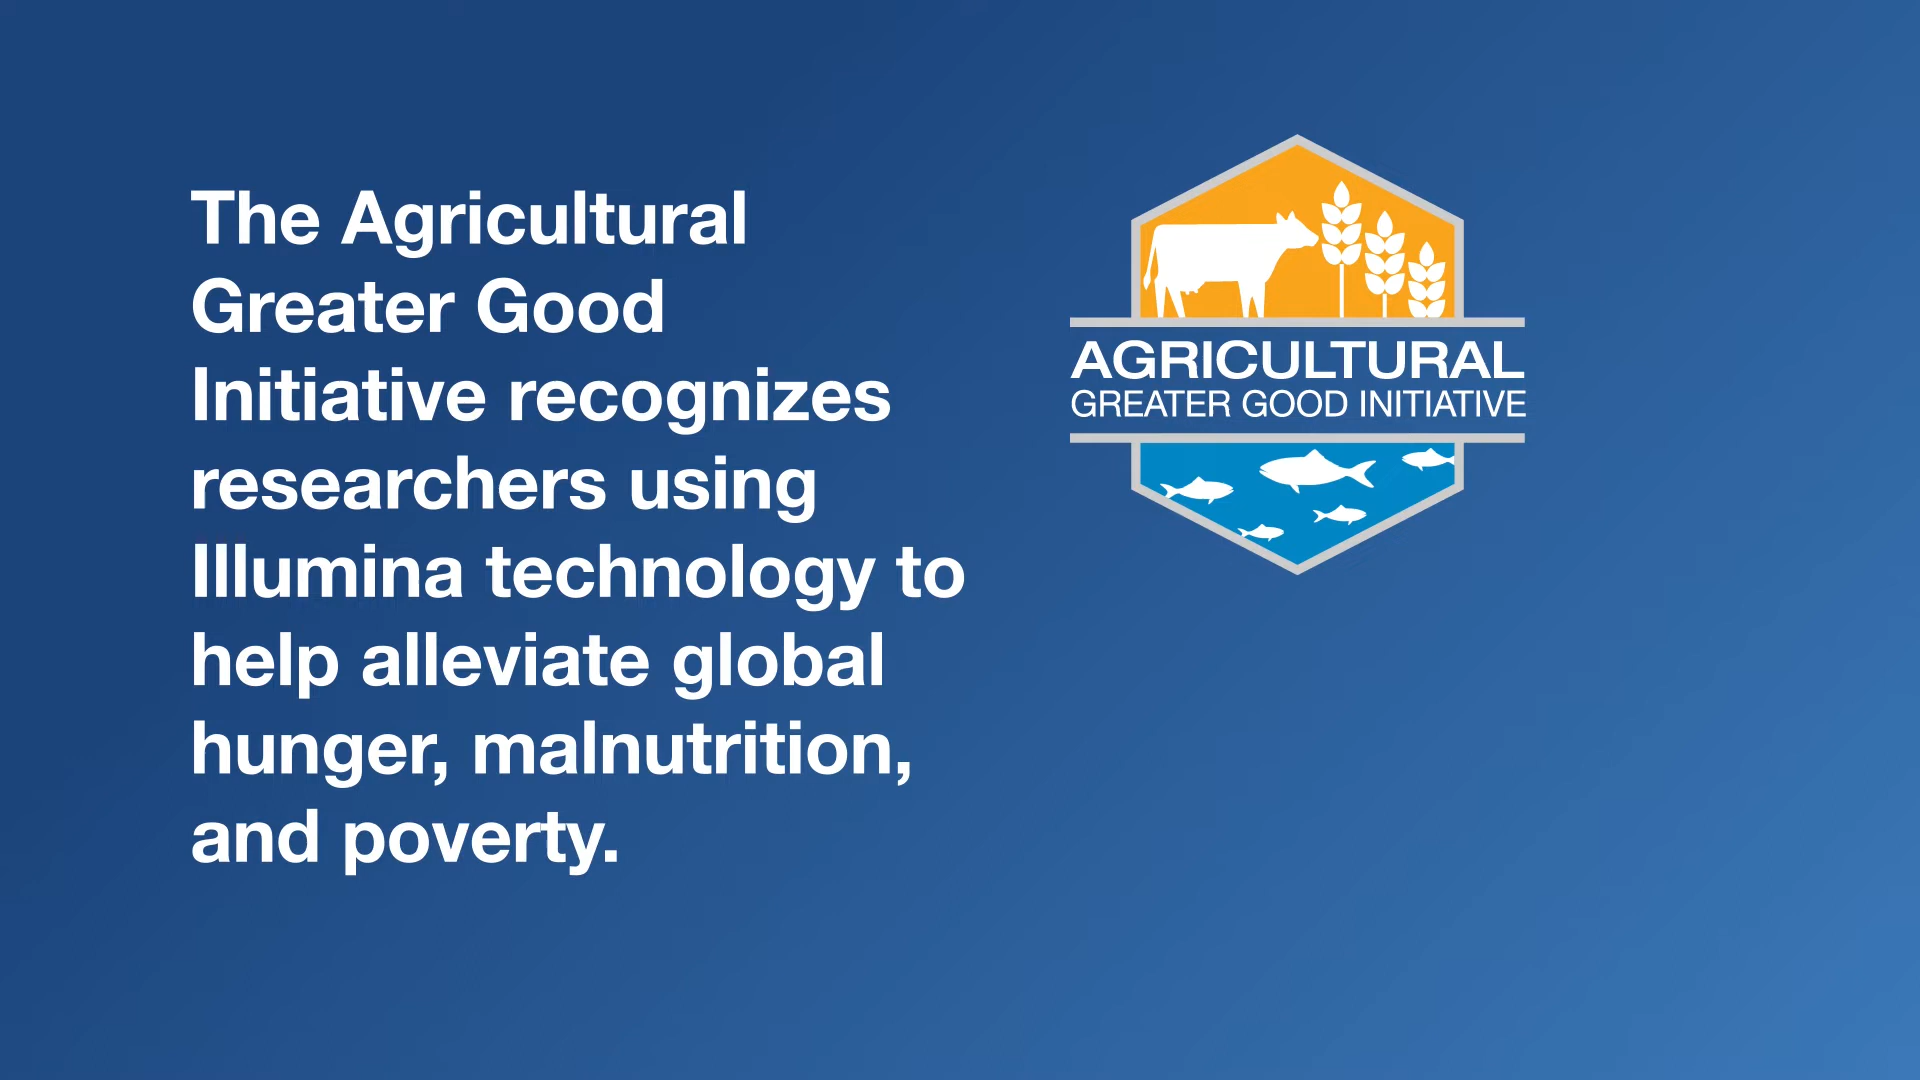 The Agricultural
Greater Good
Initiative recognizes
researchers using
Illumina technology to
help alleviate global
hunger, malnutrition,
and poverty.
AGRICULTURAL
GREATER GOOD INITIATIVE